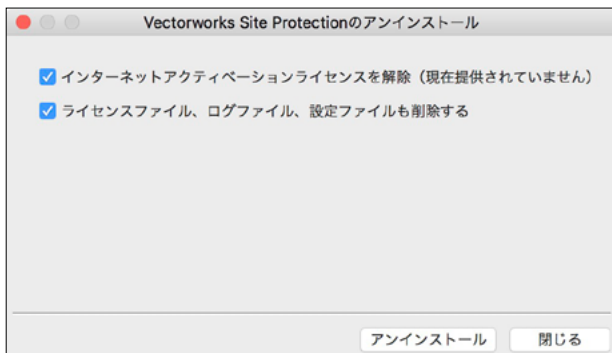 Vectorworks Site Protectionのアンインストール
インターネットアクティベーションライセンスを解除（現在提供されていません）
ライセンスファイル、ログファイル、設定ファイルも削除する
アンインストール 閉じる